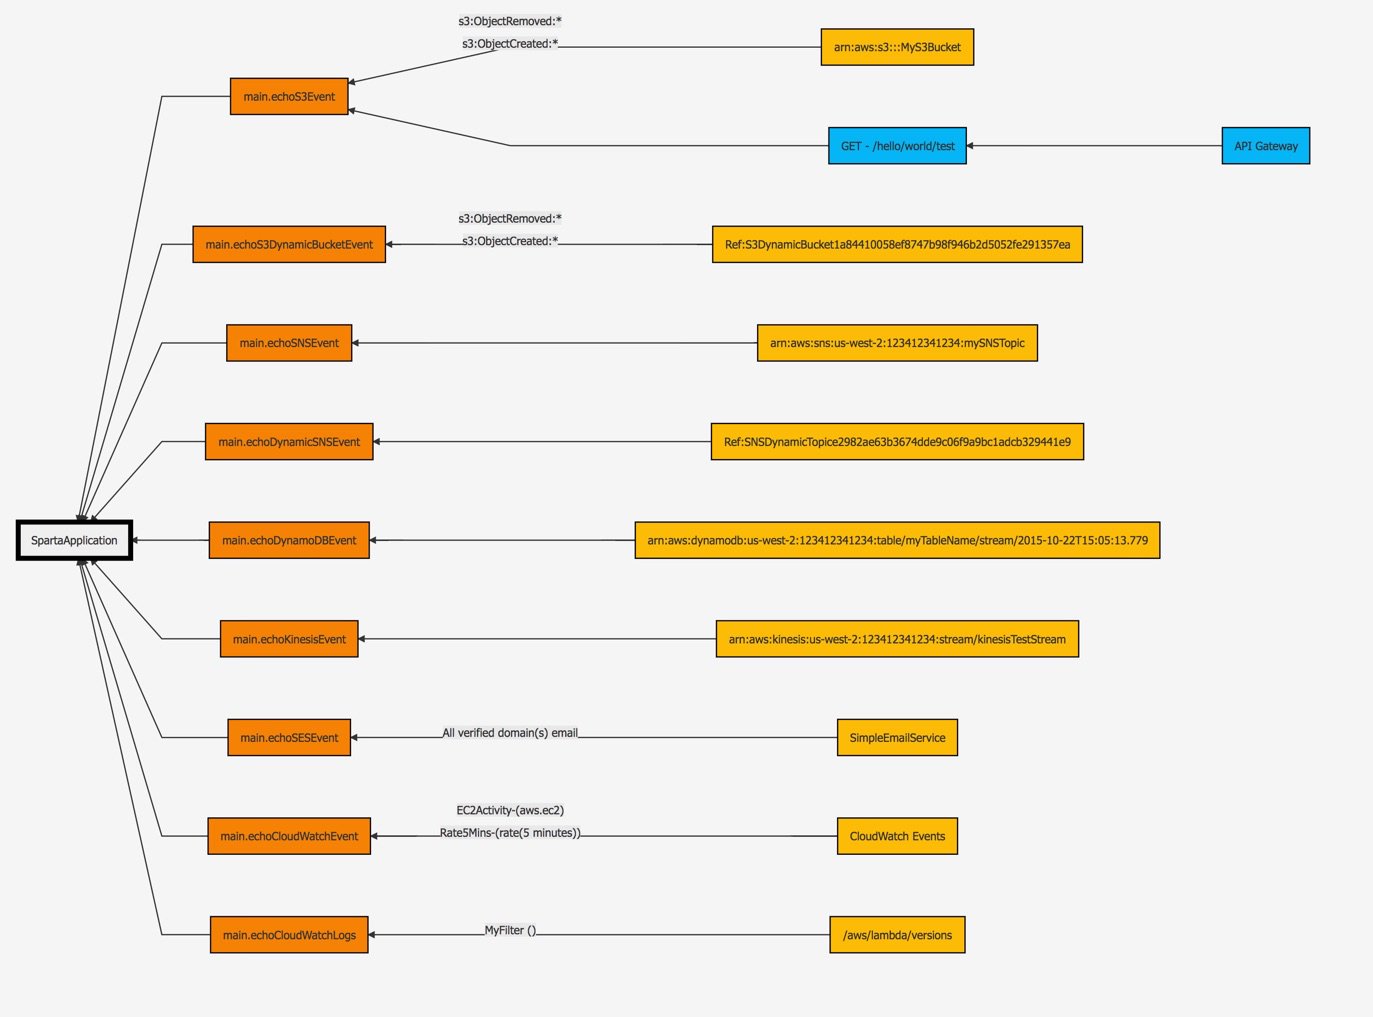 s3:ObjectRemoved:*
s3:ObjectCreated:*
arn:aws:s3:::MyS3Bucket
main.echoS3Event
GET - /hello/world/test
API Gateway
s3:ObjectRemoved:*
s3:ObjectCreated:*
main.echoS3DynamicBucketEvent
Ref:S3DynamicBucket1a84410058ef8747b98f946b2d5052fe291357ea
main.echoSNSEvent
arn:aws:sns:us-west-2:123412341234:mySNSTopic
main.echoDynamicSNSEvent
Ref:SNSDynamicTopice2982ae63b3674dde9c06f9a9bc1adcb329441e9
SpartaApplication
main.echoDynamoDBEvent
arn:aws:dynamodb:us-west-2:123412341234:table/myTableName/stream/2015-10-22T15:05:13.779
main.echoKinesisEvent
arn:aws:kinesis:us-west-2:123412341234:stream/kinesisTestStream
main.echoSESEvent
All verified domain(s) email
SimpleEmailService
EC2Activity-(aws.ec2)
Rate5Mins-(rate(5 minutes))
main.echoCloudWatchEvent
CloudWatch Events
main.echoCloudWatchLogs
MyFilter ()
/aws/lambda/versions